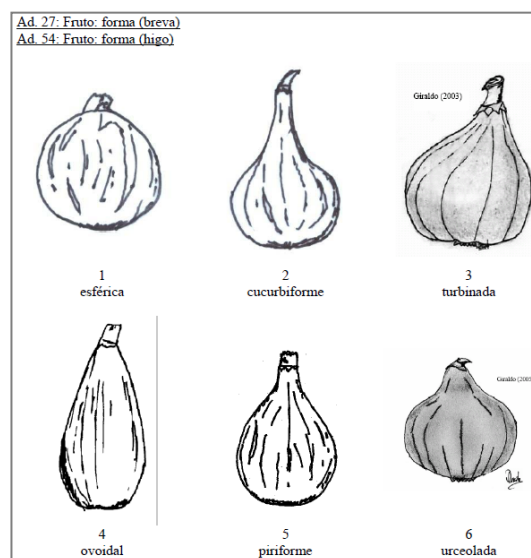 Ad. 27: Fruto: forma (breva)
Ad. 54: Fruto: forma (higo)
Giraldo (2003)
1
esférica
2
cucurbiforme
3
turbinada
Giraldo (2003)
4
ovoidal
5
piriforme
6
urceolada